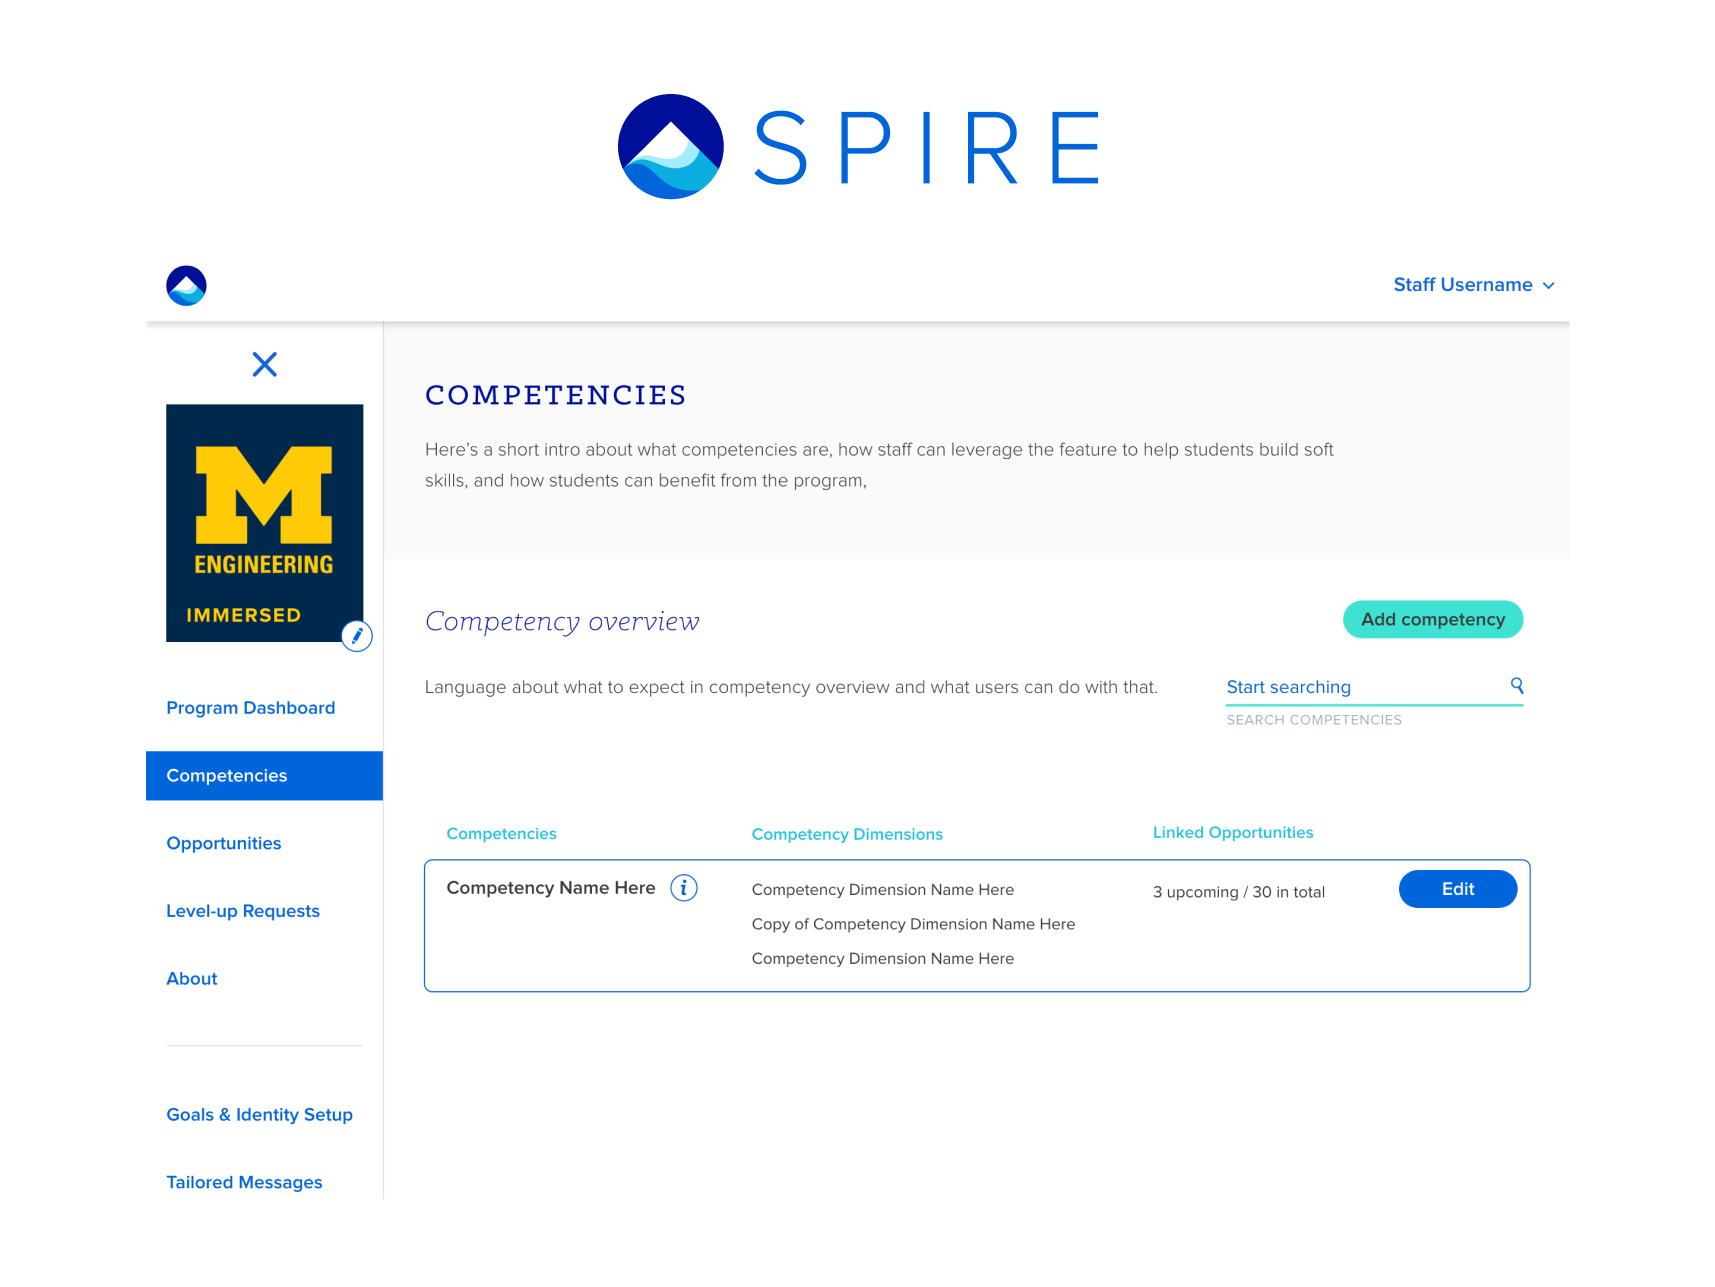 SPIRE
Staff Username
COMPETENCIES
Here's a short intro about what competencies are, how staff can leverage the feature to help students build soft
skills, and how students can benefit from the program,
M
ENGINEERING
IMMERSED
Program Dashboard
Competencies
Opportunities
Level-up Requests
About
Goals & Identity Setup
Tailored Messages
Competency overview
Add competency
Language about what to expect in competency overview and what users can do with that.
Start searching
SEARCH COMPETENCIES
Competencies
Competency Dimensions
Linked Opportunities
Competency Name Here
i
Competency Dimension Name Here
Copy of Competency Dimension Name Here
Competency Dimension Name Here
3 upcoming / 30 in total
Edit